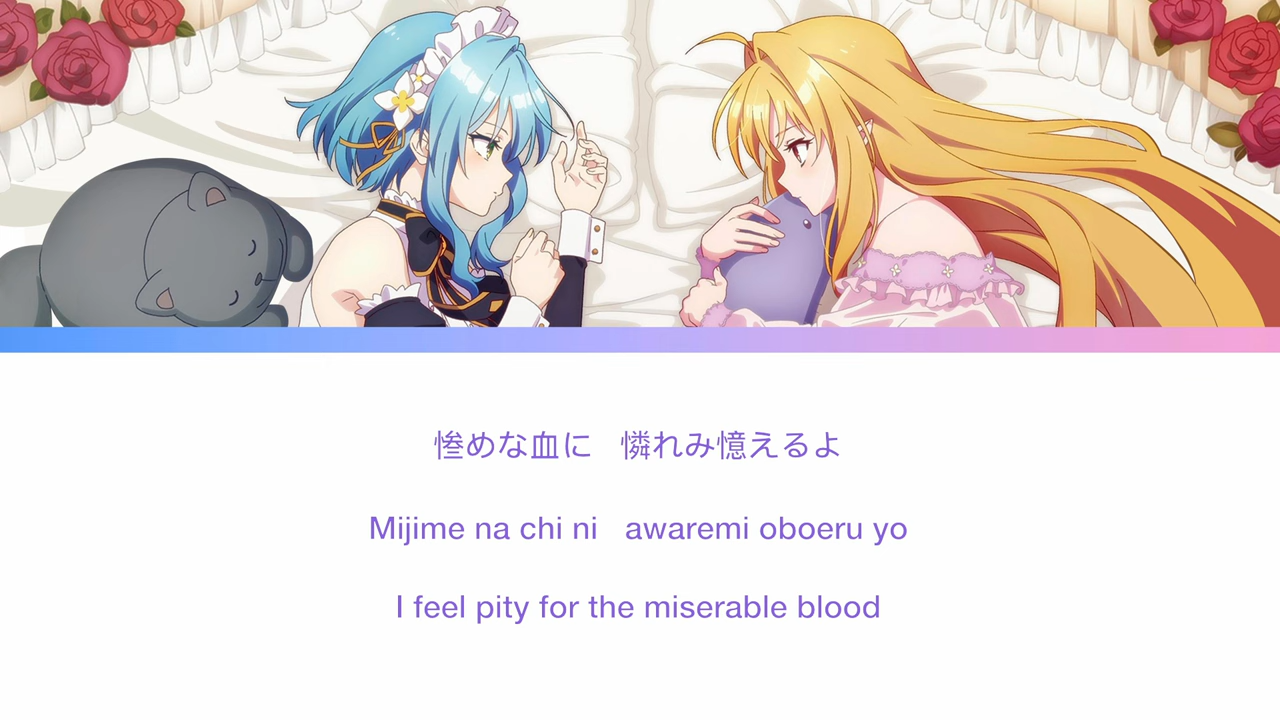 惨めな血に 憐れみ憶えるよ
Mijime na chi ni awaremi oboeru yo
I feel pity for the miserable blood